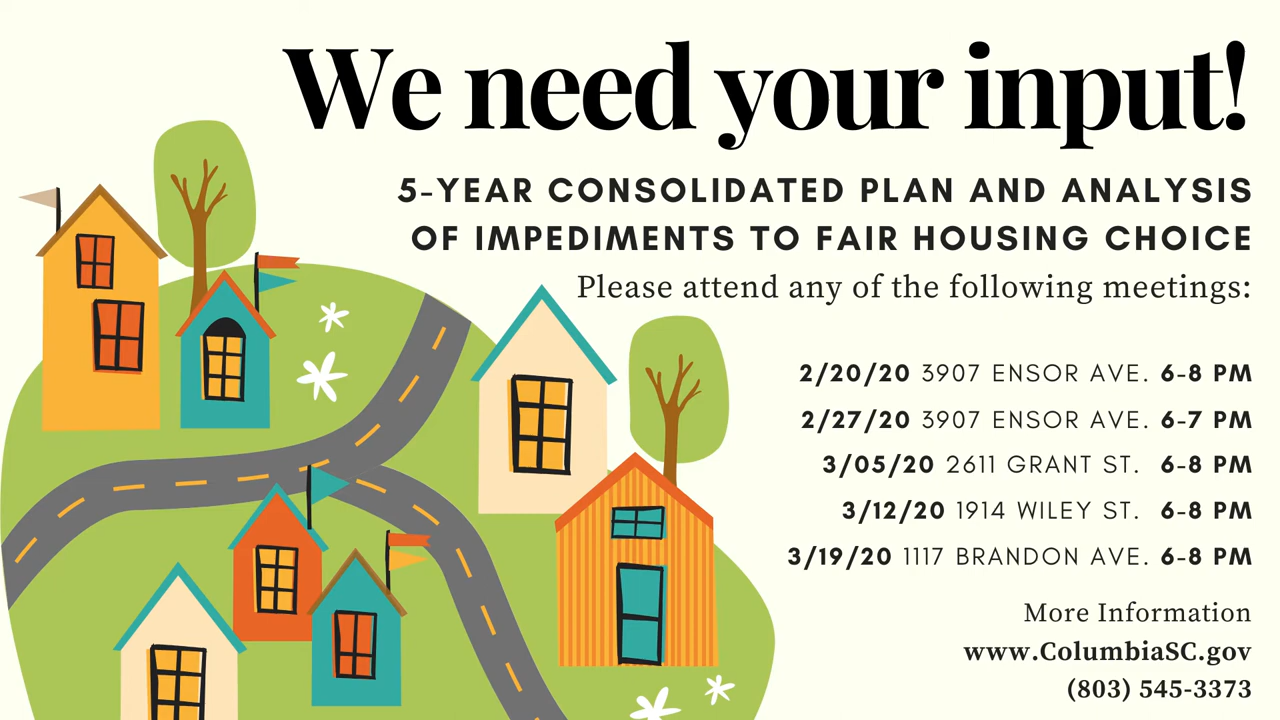 We need your input!
5-YEAR CONSOLIDATED PLAN AND ANALYSIS
OF IMPEDIMENTS TO FAIR HOUSING CHOICE
Please attend any of the following meetings:
2/20/20 3907 ENSOR AVE. 6-8 PM
2/27/20 3907 ENSOR AVE. 6-7 PM
3/05/20 2611 GRANT ST. 6-8 PM
3/12/20 1914 WILEY ST. 6-8 PM
3/19/20 1117 BRANDON AVE. 6-8 PM
More Information
www.ColumbiaSC.gov
(803) 545-3373